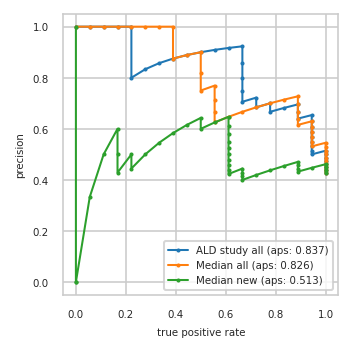 1.0
0.8
0.6
0.4
0.2
0.0
precision
0.0 0.2 0.4 0.6 0.8 1.0
true positive rate
ALD study all (aps: 0.837)
Median all (aps: 0.826)
Median new (aps: 0.513)